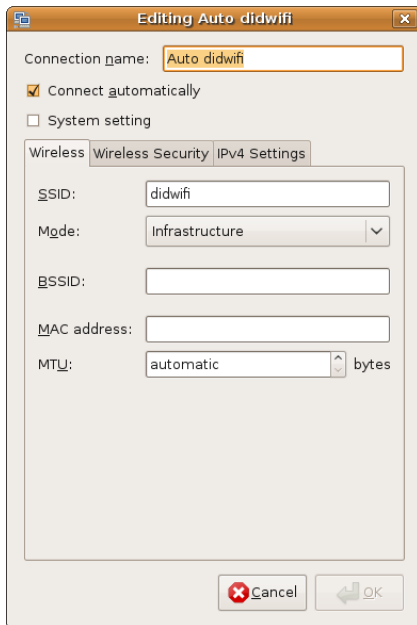 Editing Auto didwifi
Connection name: Auto didwifi
Connect automatically
System setting
Wireless Wireless Security IPv4 Settings
SSID: didwifi
Mode: Infrastructure
BSSID:
MAC address:
MTU: automatic bytes
Cancel OK